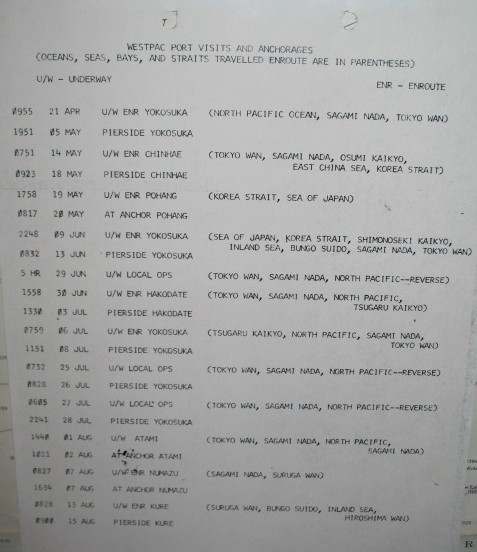 WESTPAC PORT VISITS AND ANCHORAGES
(OCEANS, SEAS, BAYS, AND STRAITS TRAVELLED ENROUTE ARE IN PARENTHESES)
U/W - UNDERWAY ENR - ENROUTE
0955 21 APR U/W ENR YOKOSUKA (NORTH PACIFIC OCEAN, SAGAMI NADA, TOKYO WAN)
1951 05 MAY PIERSIDE YOKOSUKA
0751 14 MAY U/W ENR CHINHAE (TOKYO WAN, SAGAMI NADA, OSUMI KAIKYO,
EAST CHINA SEA, KOREA STRAIT)
0923 18 MAY PIERSIDE CHINHAE
1758 19 MAY U/W ENR POHANG (KOREA STRAIT, SEA OF JAPAN)
0817 20 MAY AT ANCHOR POHANG
2248 09 JUN U/W ENR YOKOSUKA (SEA OF JAPAN, KOREA STRAIT, SHIMONOSEKI KAIKYO,
INLAND SEA, BUNGO SUIDO, SAGAMI NADA, TOKYO WAN)
0832 13 JUN PIERSIDE YOKOSUKA
5 HR 29 JUN U/W LOCAL OPS (TOKYO WAN, SAGAMI NADA, NORTH PACIFIC--REVERSE)
1558 30 JUN U/W ENR HAKODATE (TOKYO WAN, SAGAMI NADA, NORTH PACIFIC,
TSUGARU KAIKYO)
1330 03 JUL PIERSIDE HAKODATE
0759 06 JUL U/W ENR YOKOSUKA (TSUGARU KAIKYO, NORTH PACIFIC, SAGAMI NADA,
TOKYO WAN)
1151 08 JUL PIERSIDE YOKOSUKA
0732 25 JUL U/W LOCAL OPS (TOKYO WAN, SAGAMI NADA, NORTH PACIFIC--REVERSE)
0828 26 JUL PIERSIDE YOKOSUKA
0605 27 JUL U/W LOCAL OPS (TOKYO WAN, SAGAMI NADA, NORTH PACIFIC--REVERSE)
2241 28 JUL PIERSIDE YOKOSUKA
1440 01 AUG U/W ATAMI (TOKYO WAN, SAGAMI NADA, NORTH PACIFIC,
SAGAMI NADA)
02 AUG AT ANCHOR ATAMI
0827 07 AUG U/W ENR NUMAZU (SAGAMI NADA, SURUGA WAN)
1634 07 AUG AT ANCHOR NUMAZU
0828 13 AUG U/W ENR KURE (SURUGA WAN, BUNGO SUIDO, INLAND SEA,
HIROSHIMA WAN)
0900 15 AUG PIERSIDE KURE